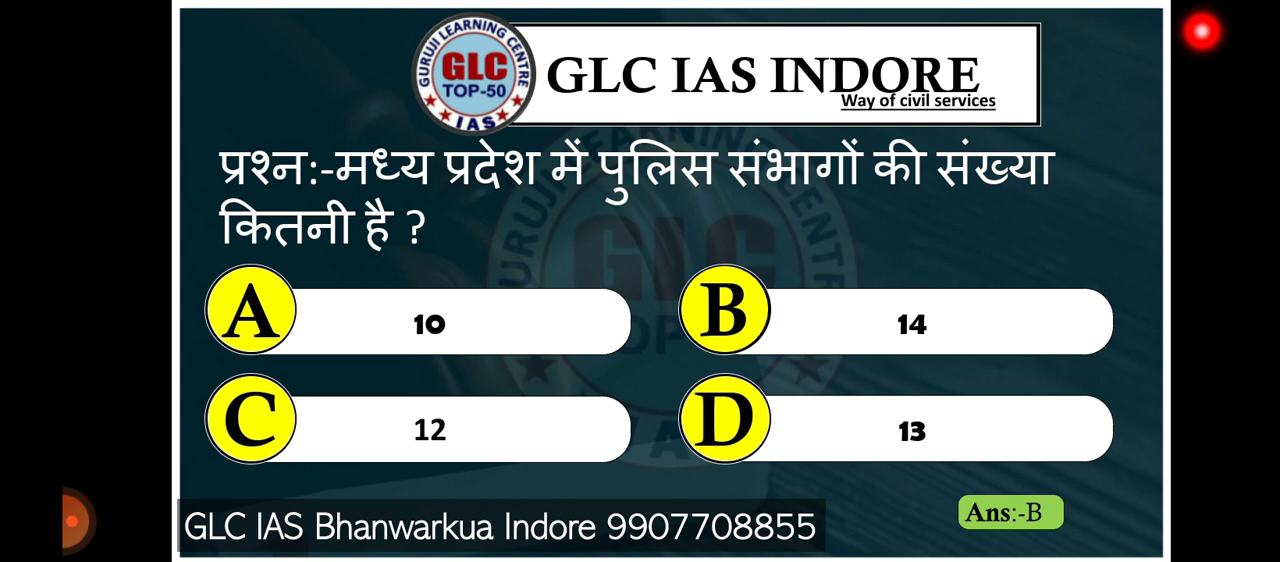 GURUJI LEARNING CENTRE
GLC
TOP-50
IAS
GLC IAS INDORE
Way of civil services
प्रश्न:-मध्य प्रदेश में पुलिस संभागों की संख्या
कितनी है ?
A 10
B 14
C 12
D 13
Ans:-B
GLC IAS Bhanwarkua Indore 9907708855